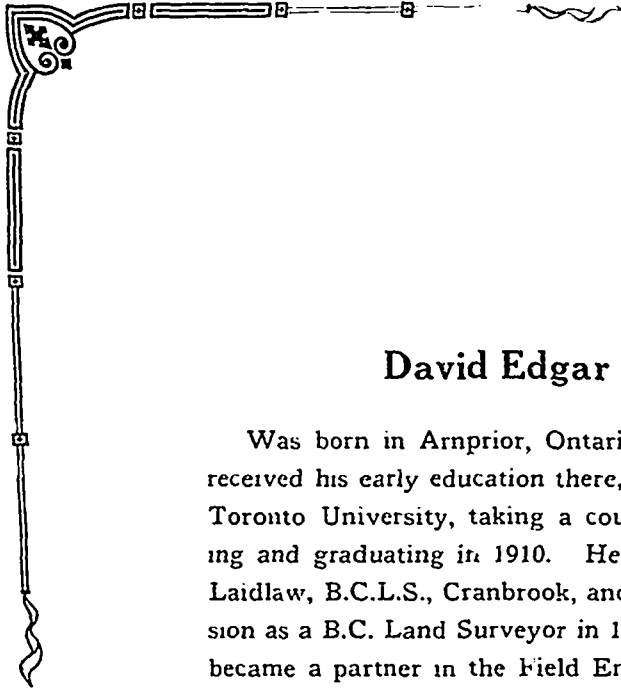 David Edgar
Was born in Arnprior, Ontari
received his early education there,
Toronto University, taking a cou
ing and graduating in 1910. He
Laidlaw, B.C.L.S., Cranbrook, and
sion as a B.C. Land Surveyor in 1
became a partner in the Field En